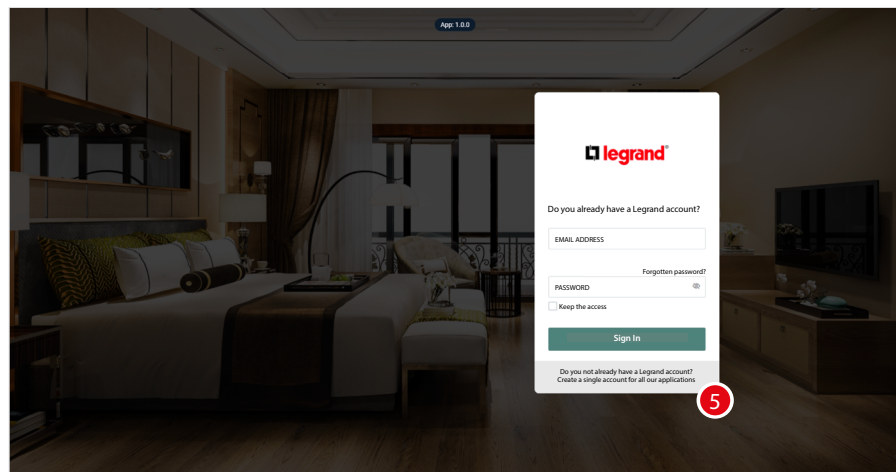 App: 1.0.0
legrand®
Do you already have a Legrand account?
EMAIL ADDRESS
Forgotten password?
PASSWORD
Keep the access
Sign In
Do you not already have a Legrand account?
Create a single account for all our applications
5